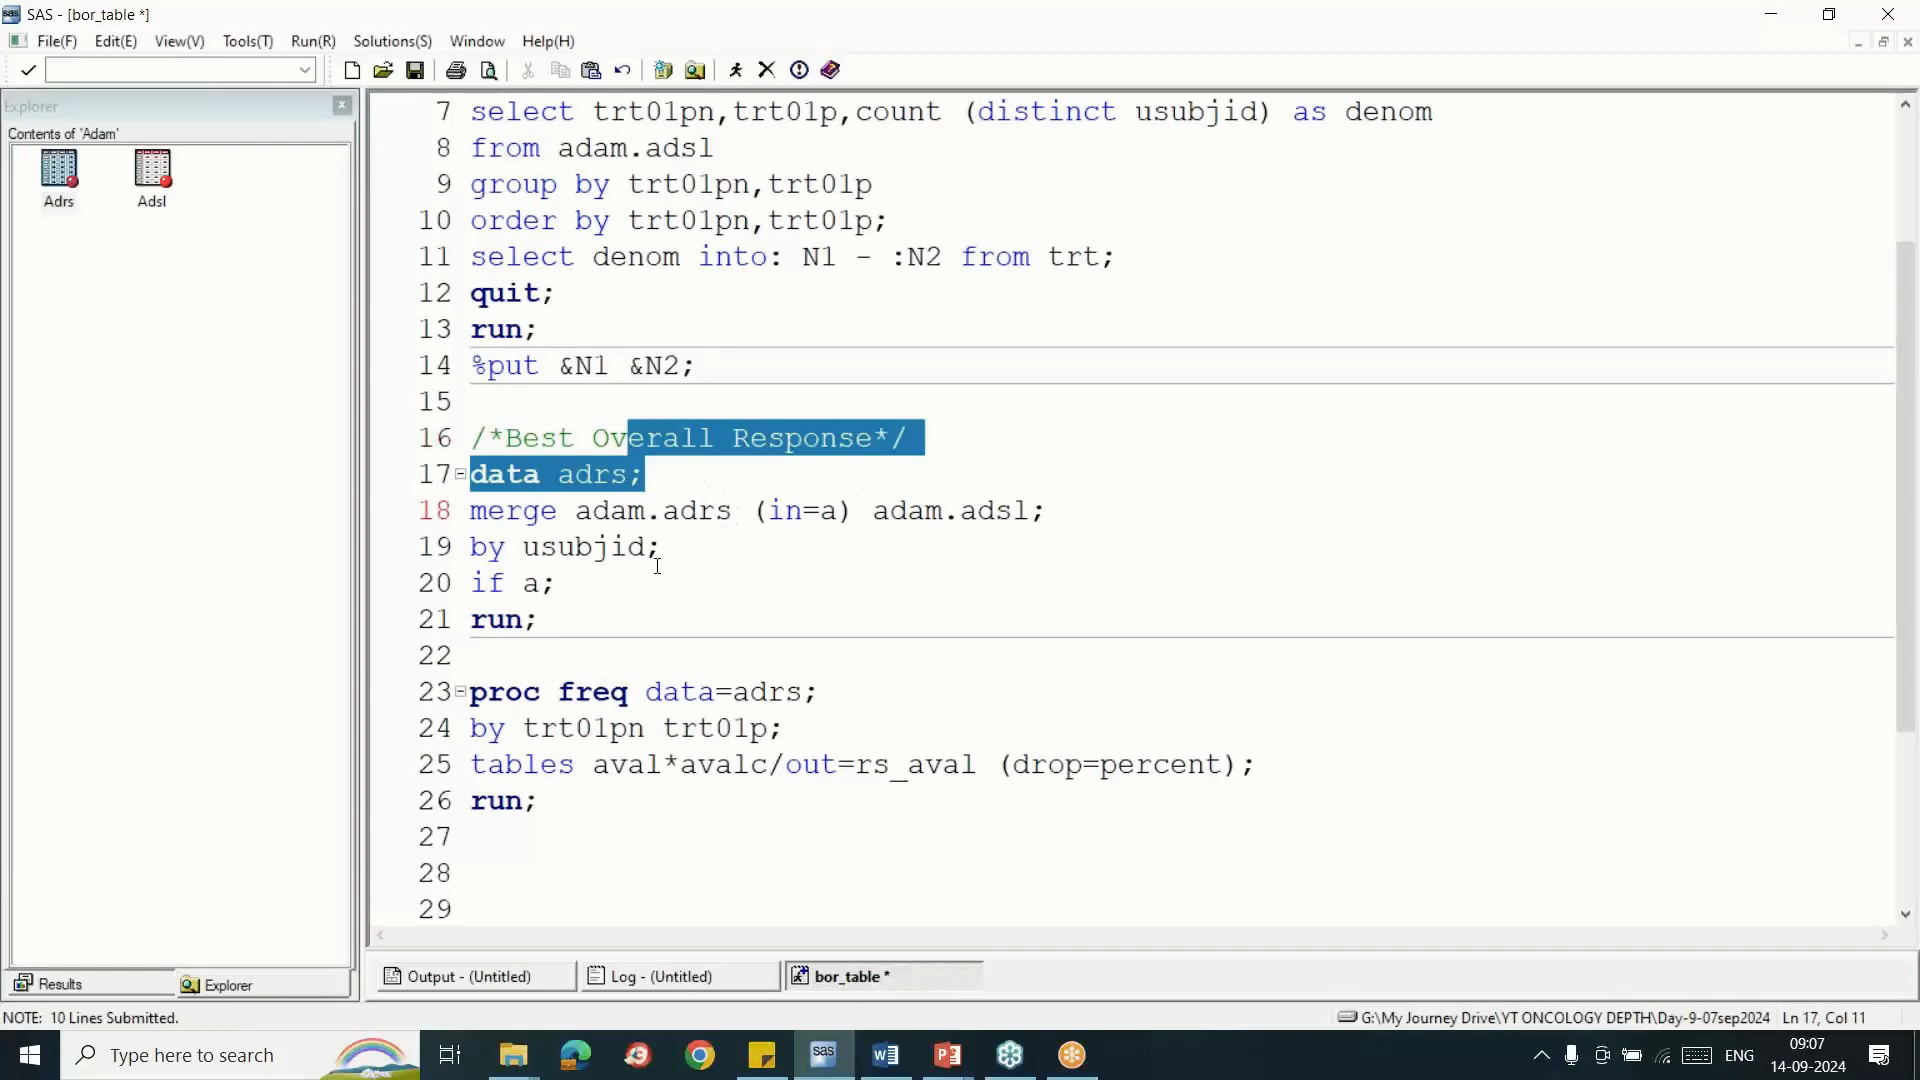 SAS - [bor_table *]
File(F) Edit(E) View(V) Tools(T) Run(R) Solutions(S) Window Help(H)
Explorer
Contents of 'Adam'
Adrs Adsl
7 select trt01pn,trt01p,count (distinct usubjid) as denom
8 from adam.adsl
9 group by trt01pn,trt01p
10 order by trt01pn,trt01p;
11 select denom into: N1 - :N2 from trt;
12 quit;
13 run;
14 %put &N1 &N2;
15
16 /*Best Overall Response*/
17 data adrs;
18 merge adam.adrs (in=a) adam.adsl;
19 by usubjid;
20 if a;
21 run;
22
23 proc freq data=adrs;
24 by trt01pn trt01p;
25 tables aval*avalc/out=rs_aval (drop=percent);
26 run;
27
28
29
Results Explorer
Output - (Untitled) Log - (Untitled) bor_table *
NOTE: 10 Lines Submitted.
G:\My Journey Drive\YT ONCOLOGY DEPTH\Day-9-07sep2024 Ln 17, Col 11
Type here to search
SAS
ENG
09:07
14-09-2024